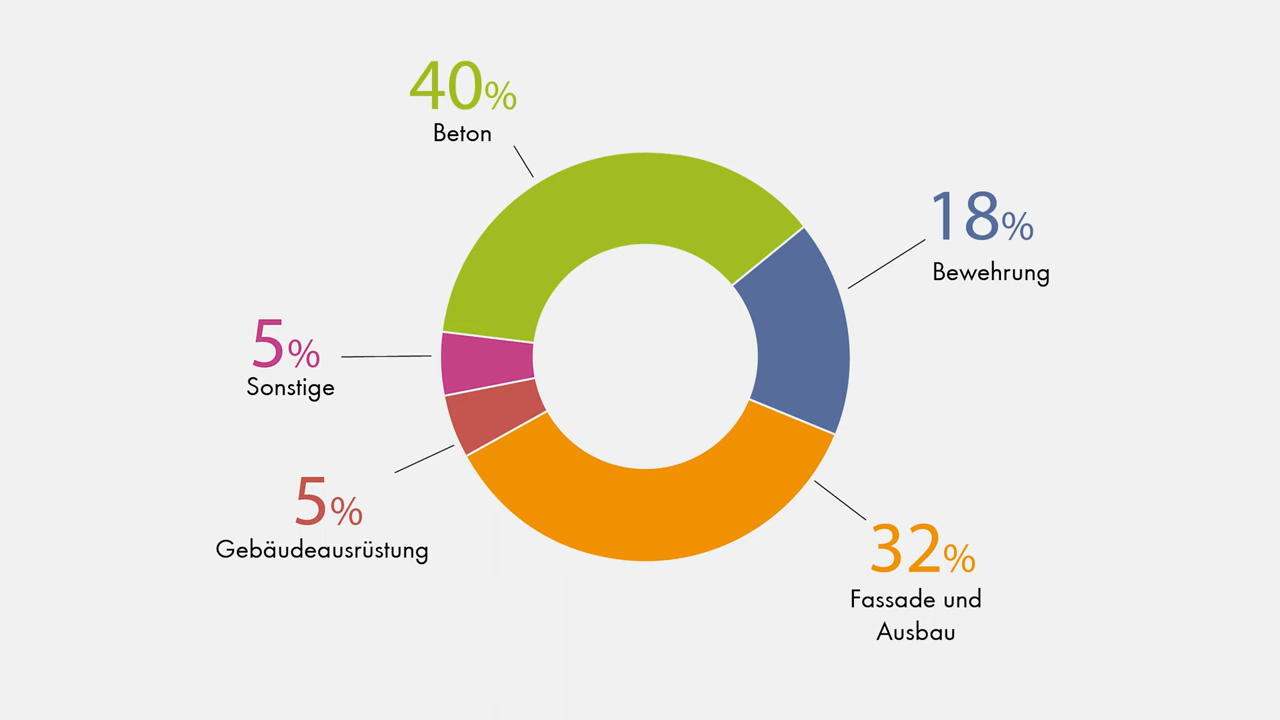 40%
Beton
18%
Bewehrung
5%
Sonstige
5%
Gebäudeausrüstung
32%
Fassade und
Ausbau